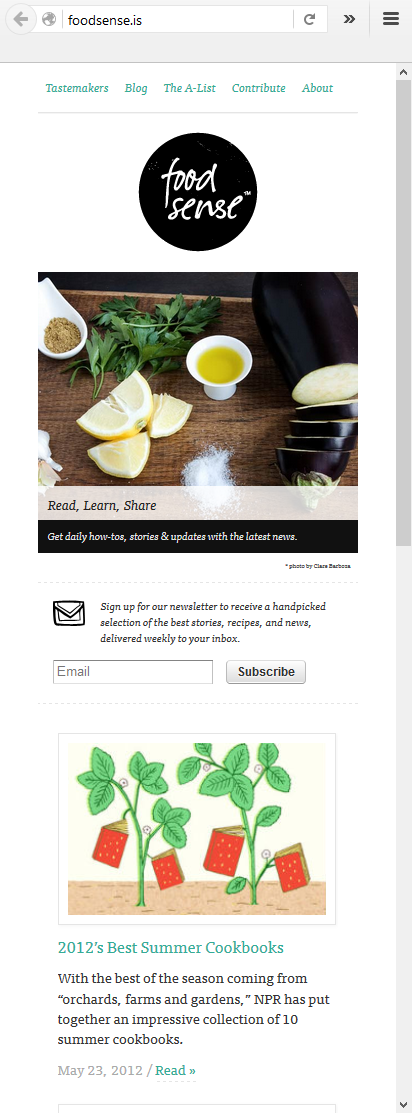 foodsense.is
Tastemakers Blog The A-List Contribute About
food
sense™
Read, Learn, Share
Get daily how-tos, stories & updates with the latest news.
* photo by Clare Barboza
Sign up for our newsletter to receive a handpicked
selection of the best stories, recipes, and news,
delivered weekly to your inbox.
Email Subscribe
2012’s Best Summer Cookbooks
With the best of the season coming from
“orchards, farms and gardens,” NPR has put
together an impressive collection of 10
summer cookbooks.
May 23, 2012 / Read »